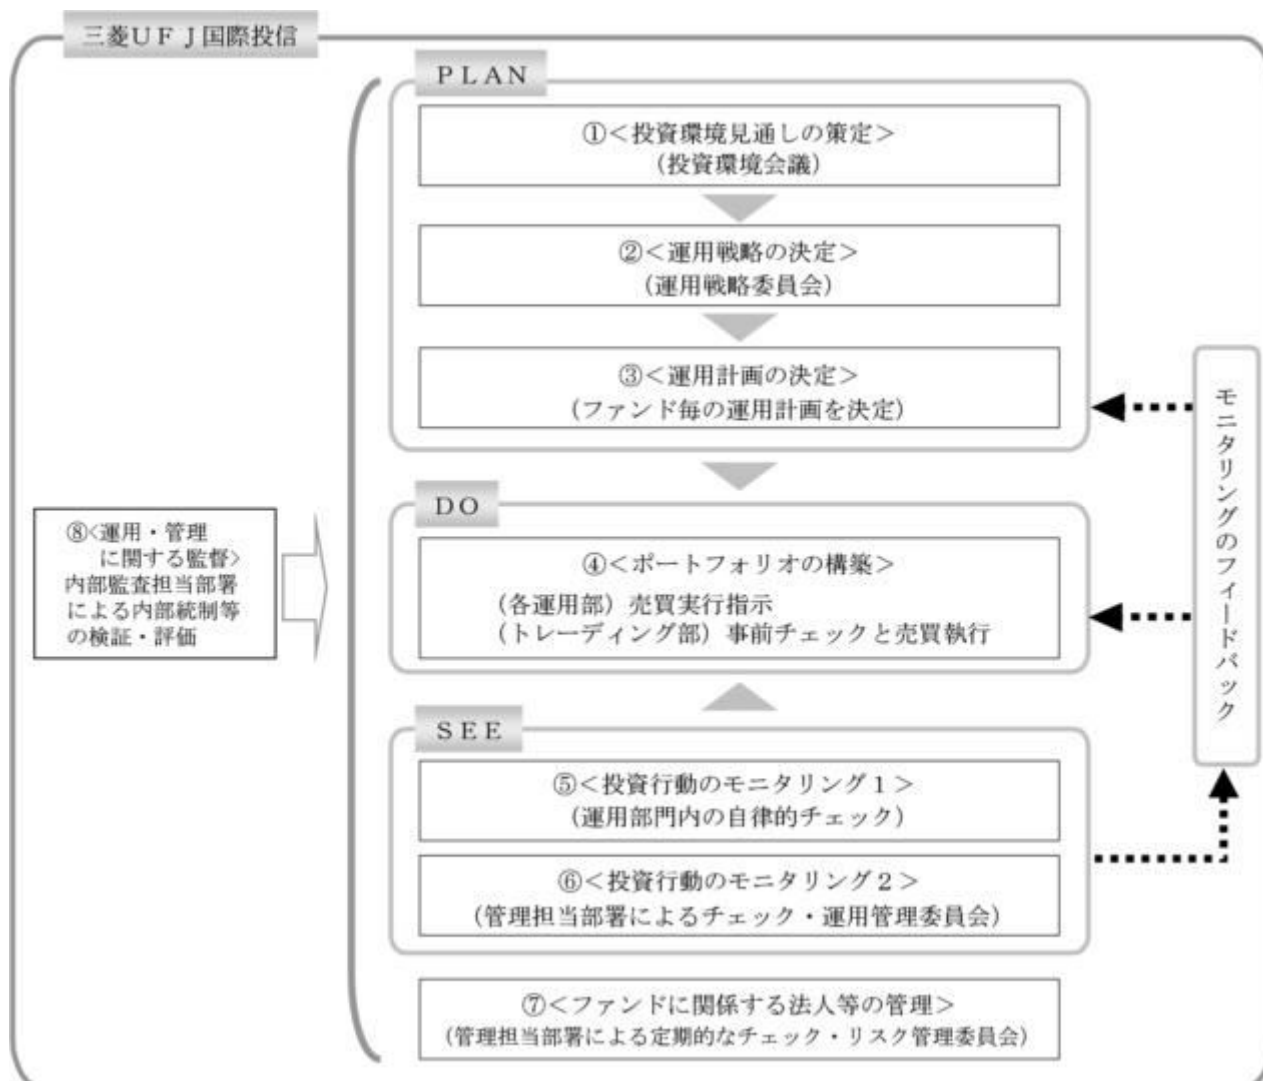 三菱ＵＦＪ国際投信
ＰＬＡＮ
①＜投資環境見通しの策定＞
（投資環境会議）
②＜運用戦略の決定＞
（運用戦略委員会）
③＜運用計画の決定＞
（ファンド毎の運用計画を決定）
ＤＯ
④＜ポートフォリオの構築＞
（各運用部）売買実行指示
（トレーディング部）事前チェックと売買執行
ＳＥＥ
⑤＜投資行動のモニタリング１＞
（運用部門内の自律的チェック）
⑥＜投資行動のモニタリング２＞
（管理担当部署によるチェック・運用管理委員会）
⑦＜ファンドに関係する法人等の管理＞
（管理担当部署による定期的なチェック・リスク管理委員会）
⑧<運用・管理
に関する監督>
内部監査担当部署
による内部統制等
の検証・評価
モニタリングのフィードバック